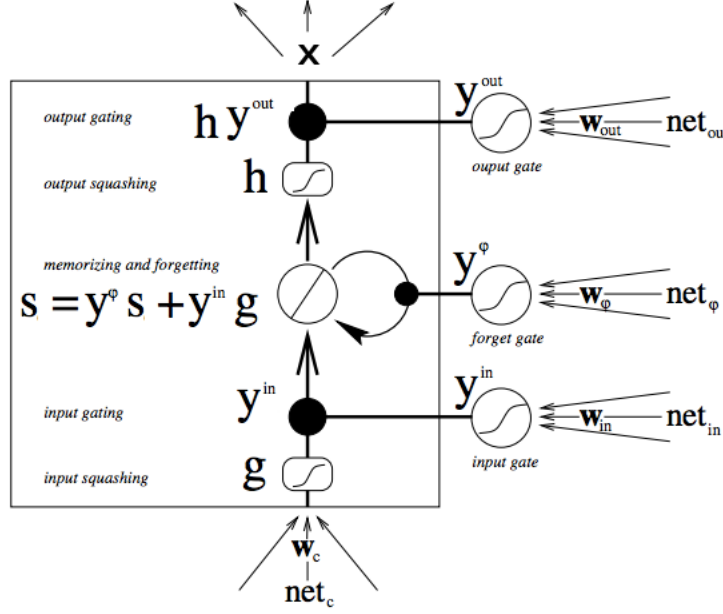 x
output gating
h y^out
y^out
w_out
net_ou
ouput gate
output squashing
h
memorizing and forgetting
s = y^φ s + y^in g
y^φ
w_φ
net_φ
forget gate
input gating
y^in
y^in
w_in
net_in
input gate
input squashing
g
w_c
net_c